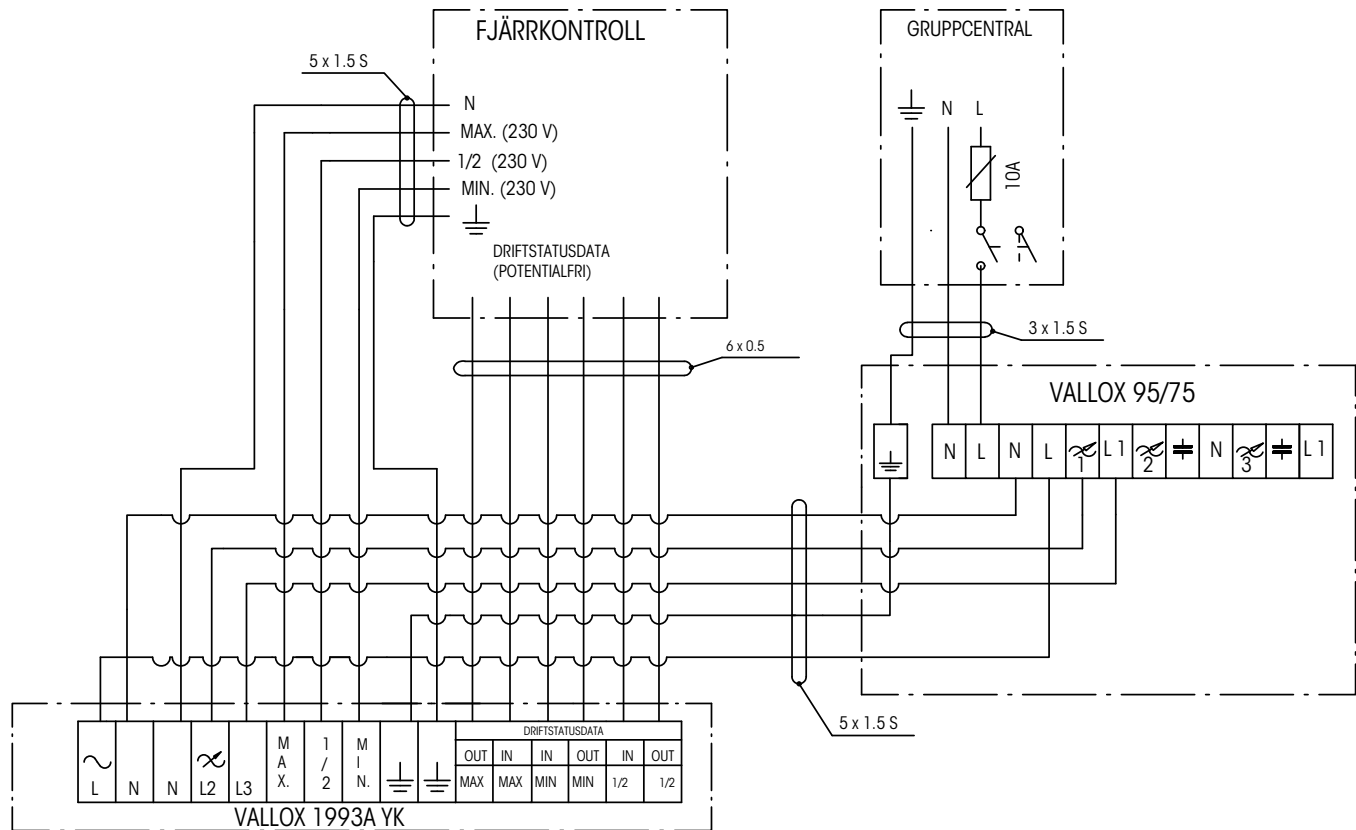 FJÄRRKONTROLL
GRUPPCENTRAL
5 x 1.5 S
N
MAX. (230 V)
1/2 (230 V)
MIN. (230 V)
DRIFTSTATUSDATA
(POTENTIALFRI)
N L
10A
3 x 1.5 S
6 x 0.5
VALLOX 95/75
N L N L 1 L1 2 N 3 L1
5 x 1.5 S
L N N L2 L3 MAX. 1/2 MIN.
DRIFTSTATUSDATA
OUT IN IN OUT IN OUT
MAX MAX MIN MIN 1/2 1/2
VALLOX 1993A YK